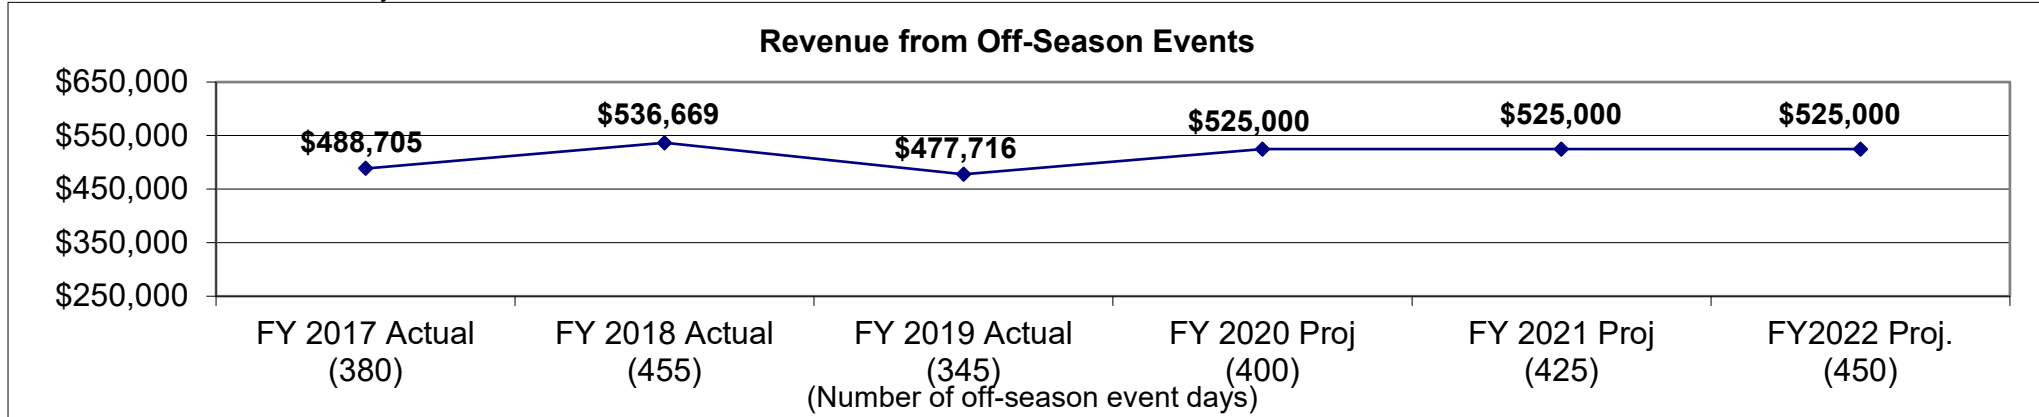 Revenue from Off-Season Events
$650,000
$550,000
$450,000
$350,000
$250,000
$488,705
$536,669
$477,716
$525,000
$525,000
$525,000
FY 2017 Actual (380)
FY 2018 Actual (455)
FY 2019 Actual (345)
FY 2020 Proj (400)
FY 2021 Proj (425)
FY2022 Proj. (450)
(Number of off-season event days)